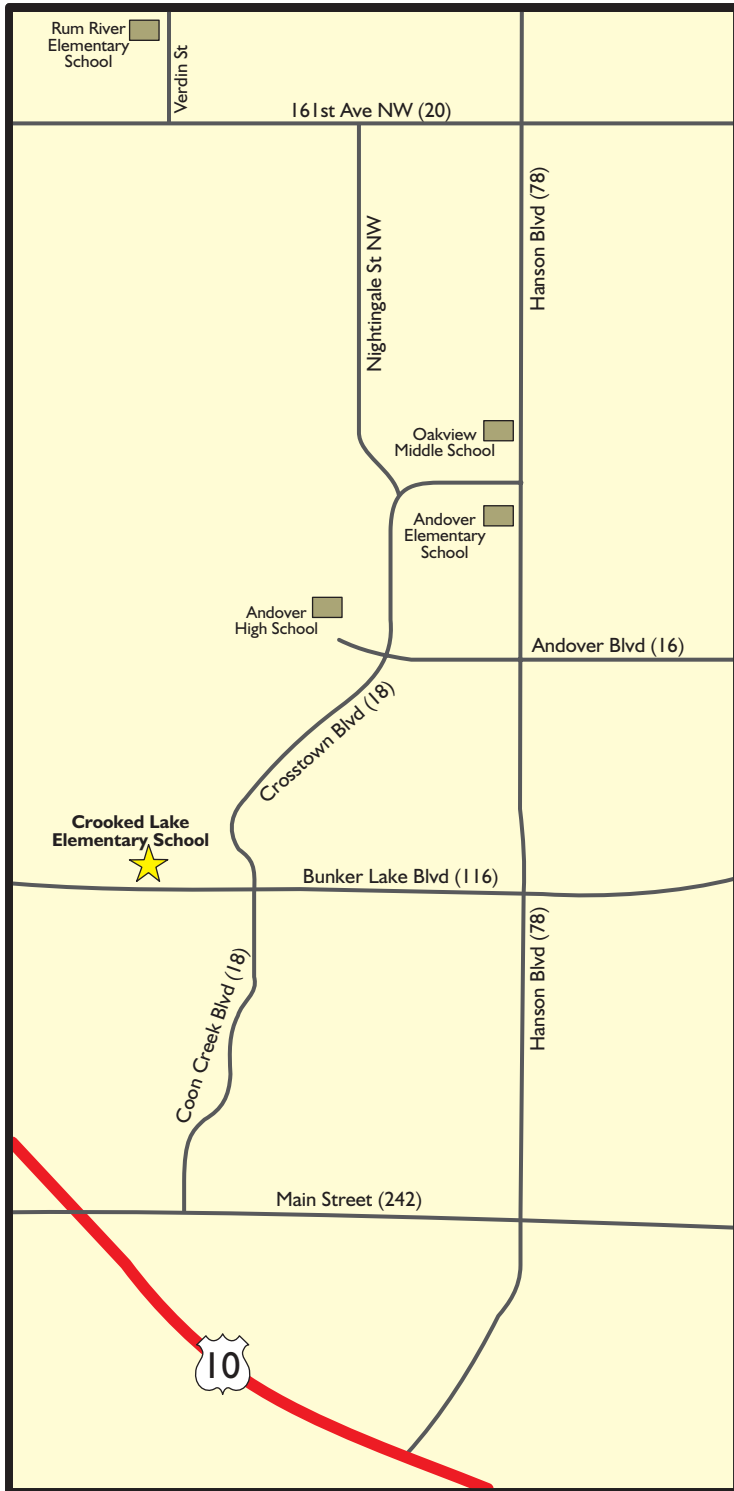 Rum River
Elementary
School
Verdin St
161st Ave NW (20)
Hanson Blvd (78)
Nightingale St NW
Oakview
Middle School
Andover
Elementary
School
Andover
High School
Andover Blvd (16)
Crosstown Blvd (18)
Crooked Lake
Elementary School
Bunker Lake Blvd (116)
Hanson Blvd (78)
Coon Creek Blvd (18)
Main Street (242)
10